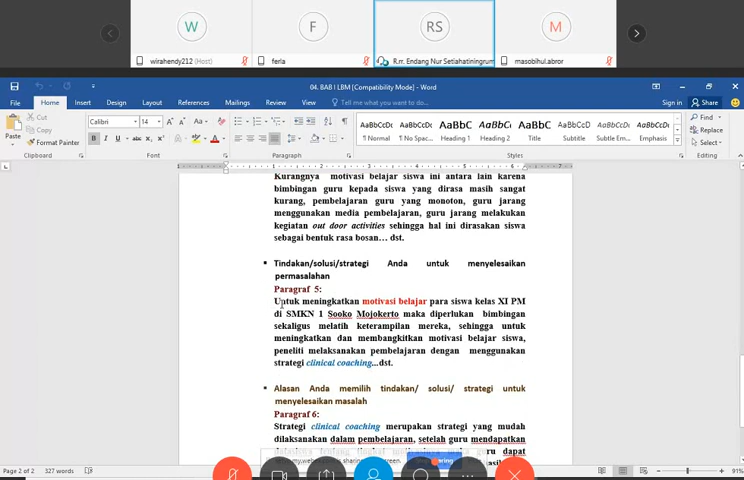 W
F
RS
M
wirahendy212 (Host)
ferla
R.rr. Endang Nur Setiahatiningrum
masobihul.abror
04. BAB I LBM [Compatibility Mode] - Word
File Home Insert Design Layout References Mailings Review View Tell me what you want to do Sign in Share
Paste
Cut
Copy
Format Painter
Calibri 14
B I U abc
AaBbCcDd AaBbCcDd AaBbC AaBbC AaBbC AaBbCcD AaBbCcDd AaBbCcDd
¶ Normal ¶ No Spac... Heading 1 Heading 2 Title Subtitle Subtle Em... Emphasis
Find
Replace
Select
Clipboard Font Paragraph Styles Editing
Kurangnya motivasi belajar siswa ini antara lain karena
bimbingan guru kepada siswa yang dirasa masih sangat
kurang, pembelajaran guru yang monoton, guru jarang
menggunakan media pembelajaran, guru jarang melakukan
kegiatan out door activities sehingga hal ini dirasakan siswa
sebagai bentuk rasa bosan... dst.
▪ Tindakan/solusi/strategi Anda untuk menyelesaikan
permasalahan
Paragraf 5:
Untuk meningkatkan motivasi belajar para siswa kelas XI PM
di SMKN 1 Sooko Mojokerto maka diperlukan bimbingan
sekaligus melatih keterampilan mereka, sehingga untuk
meningkatkan dan membangkitkan motivasi belajar siswa,
peneliti melaksanakan pembelajaran dengan menggunakan
strategi clinical coaching...dst.
▪ Alasan Anda memilih tindakan/ solusi/ strategi untuk
menyelesaikan masalah
Paragraf 6:
Strategi clinical coaching merupakan strategi yang mudah
dilaksanakan dalam pembelajaran, setelah guru mendapatkan
guru dapat
Page 2 of 2 327 words
91%